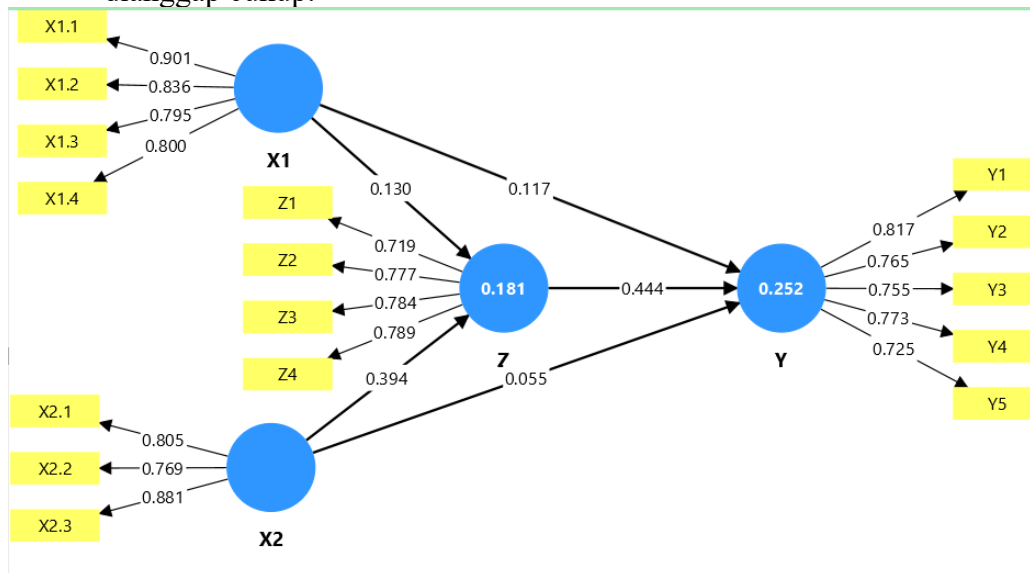 dianggap cukup.
X1.1
X1.2
X1.3
X1.4
0.901
0.836
0.795
0.800
X1
0.130
0.117
Z1
Z2
Z3
Z4
0.719
0.777
0.784
0.789
0.181
Z
0.444
0.252
Y
0.817
0.765
0.755
0.773
0.725
Y1
Y2
Y3
Y4
Y5
0.394
0.055
X2.1
X2.2
X2.3
0.805
0.769
0.881
X2